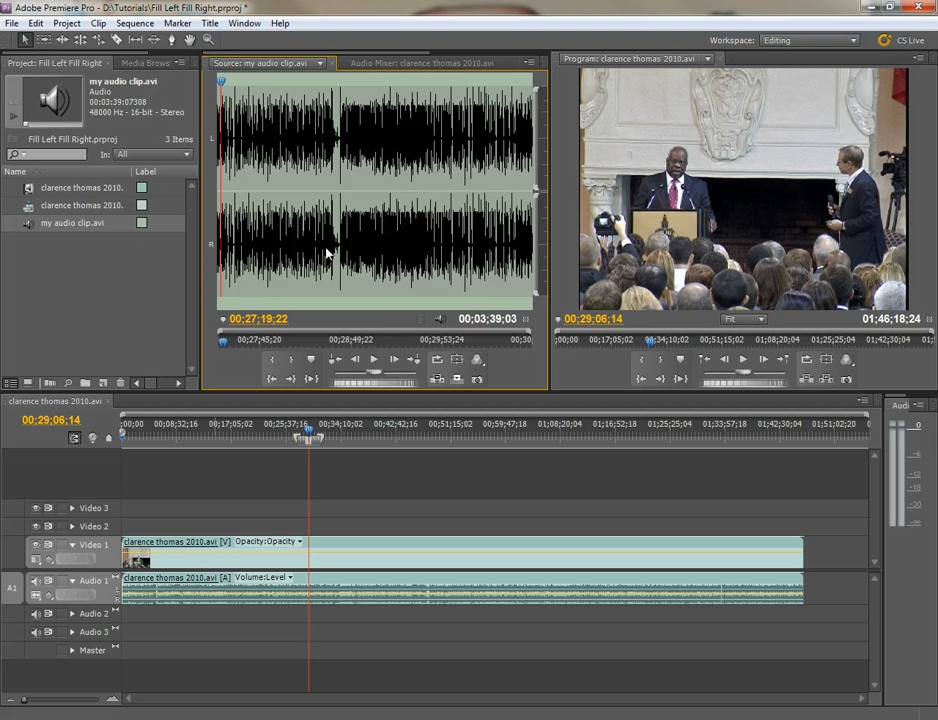 Adobe Premiere Pro - D:\Tutorials\Fill Left Fill Right.prproj *
File Edit Project Clip Sequence Marker Title Window Help
Workspace: Editing CS Live
Project: Fill Left Fill Right Media Brows
my audio clip.avi
Audio
00:03:39:07308
48000 Hz - 16-bit - Stereo
Fill Left Fill Right.prproj 3 Items
In: All
Name Label
clarence thomas 2010.
clarence thomas 2010.
my audio clip.avi
Source: my audio clip.avi Audio Mixer: clarence thomas 2010.avi
L
R
00;27;19;22 00;03;39;03
00;27;45;20 00;28;49;22 00;29;53;24 00;30
Program: clarence thomas 2010.avi
00;29;06;14 Fit 01;46;18;24
;00;00 00;17;05;02 00;34;10;02 00;51;15;02 01;08;20;04 01;25;25;04 01;42;30;04 01;5
clarence thomas 2010.avi
00;29;06;14
;00;00 00;08;32;16 00;17;05;02 00;25;37;16 00;34;10;02 00;42;42;16 00;51;15;02 00;59;47;18 01;08;20;04 01;16;52;18 01;25;25;04 01;33;57;18 01;42;30;04 01;51;02;20 0
Video 3
Video 2
Video 1
clarence thomas 2010.avi [V] Opacity:Opacity
A1 Audio 1
clarence thomas 2010.avi [A] Volume:Level
Audio 2
Audio 3
Master
Audi
0
-6
-12
-18
-30